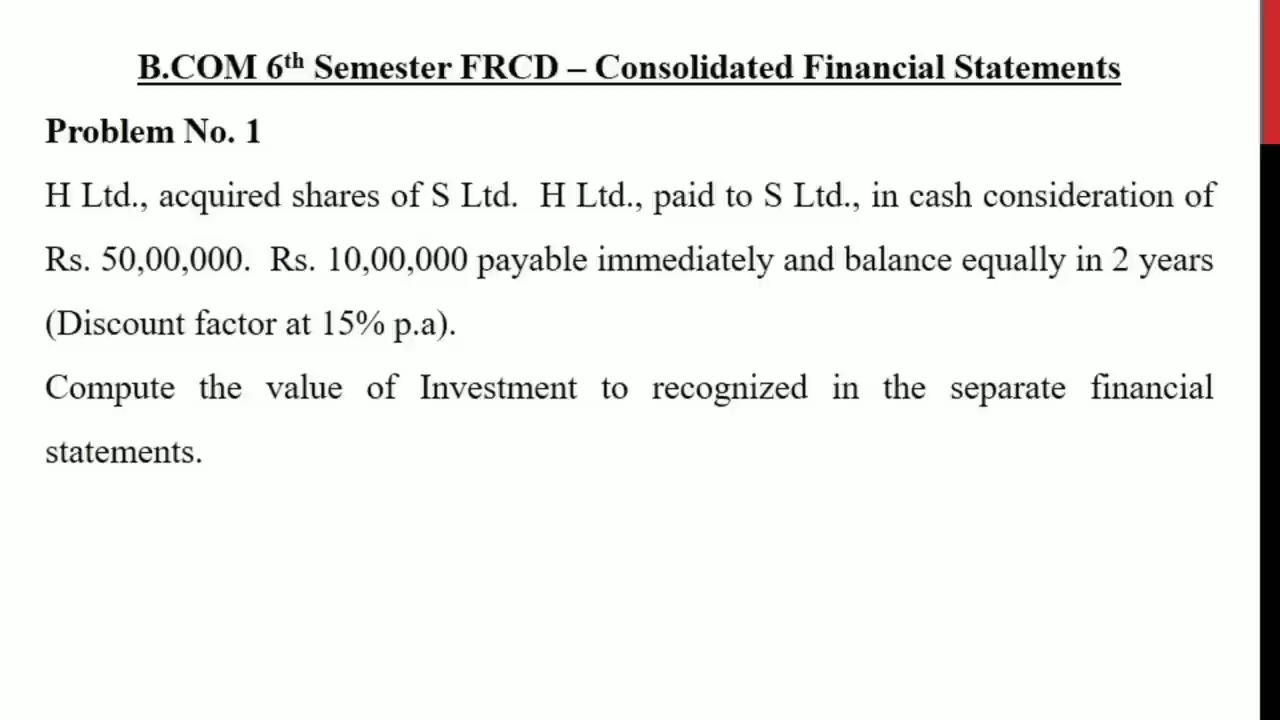 B.COM 6th Semester FRCD – Consolidated Financial Statements
Problem No. 1
H Ltd., acquired shares of S Ltd. H Ltd., paid to S Ltd., in cash consideration of
Rs. 50,00,000. Rs. 10,00,000 payable immediately and balance equally in 2 years
(Discount factor at 15% p.a).
Compute the value of Investment to recognized in the separate financial
statements.